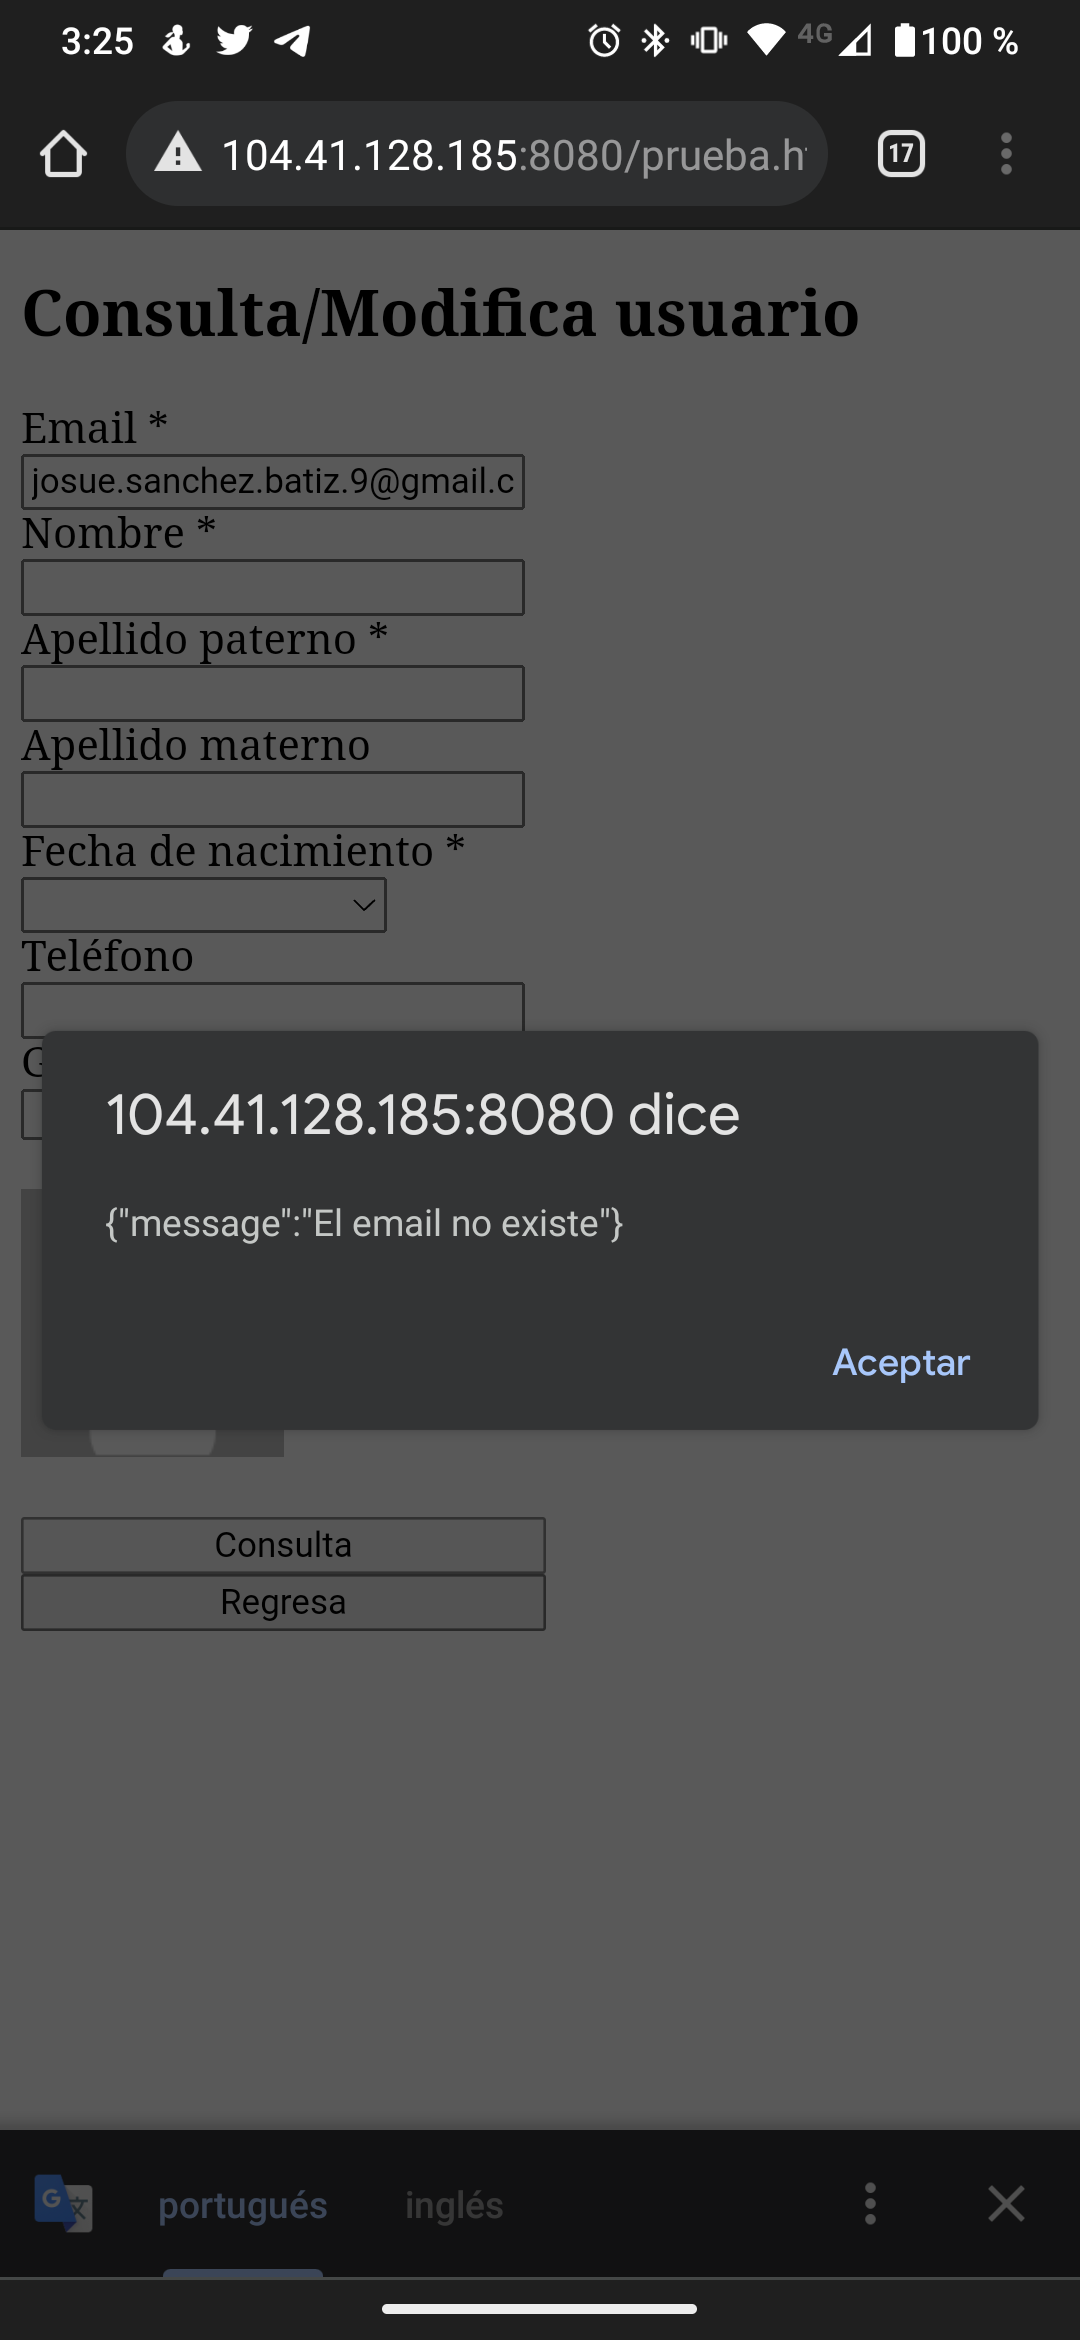 3:25
4G
100 %
104.41.128.185:8080/prueba.h
17
Consulta/Modifica usuario
Email *
josue.sanchez.batiz.9@gmail.c
Nombre *
Apellido paterno *
Apellido materno
Fecha de nacimiento *
Teléfono
G
104.41.128.185:8080 dice
{"message":"El email no existe"}
Aceptar
Consulta
Regresa
portugués
inglés